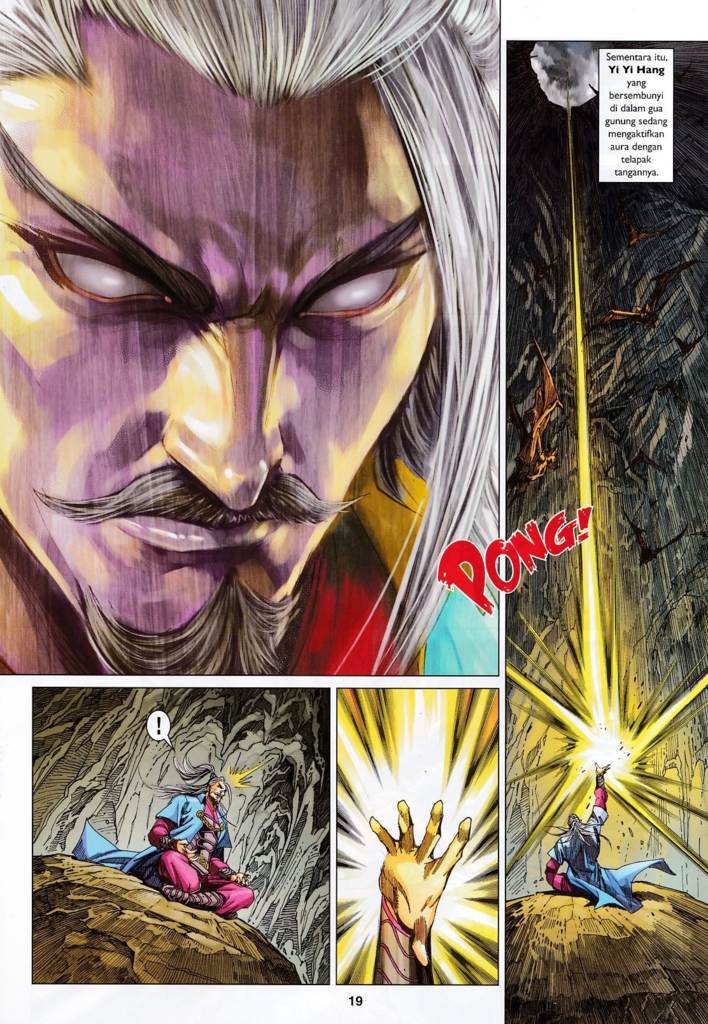 Sementara itu,
Yi Yi Hang
yang
bersembunyi
di dalam gua
gunung sedang
mengaktifkan
aura dengan
telapak
tangannya.
PONG!
!
19